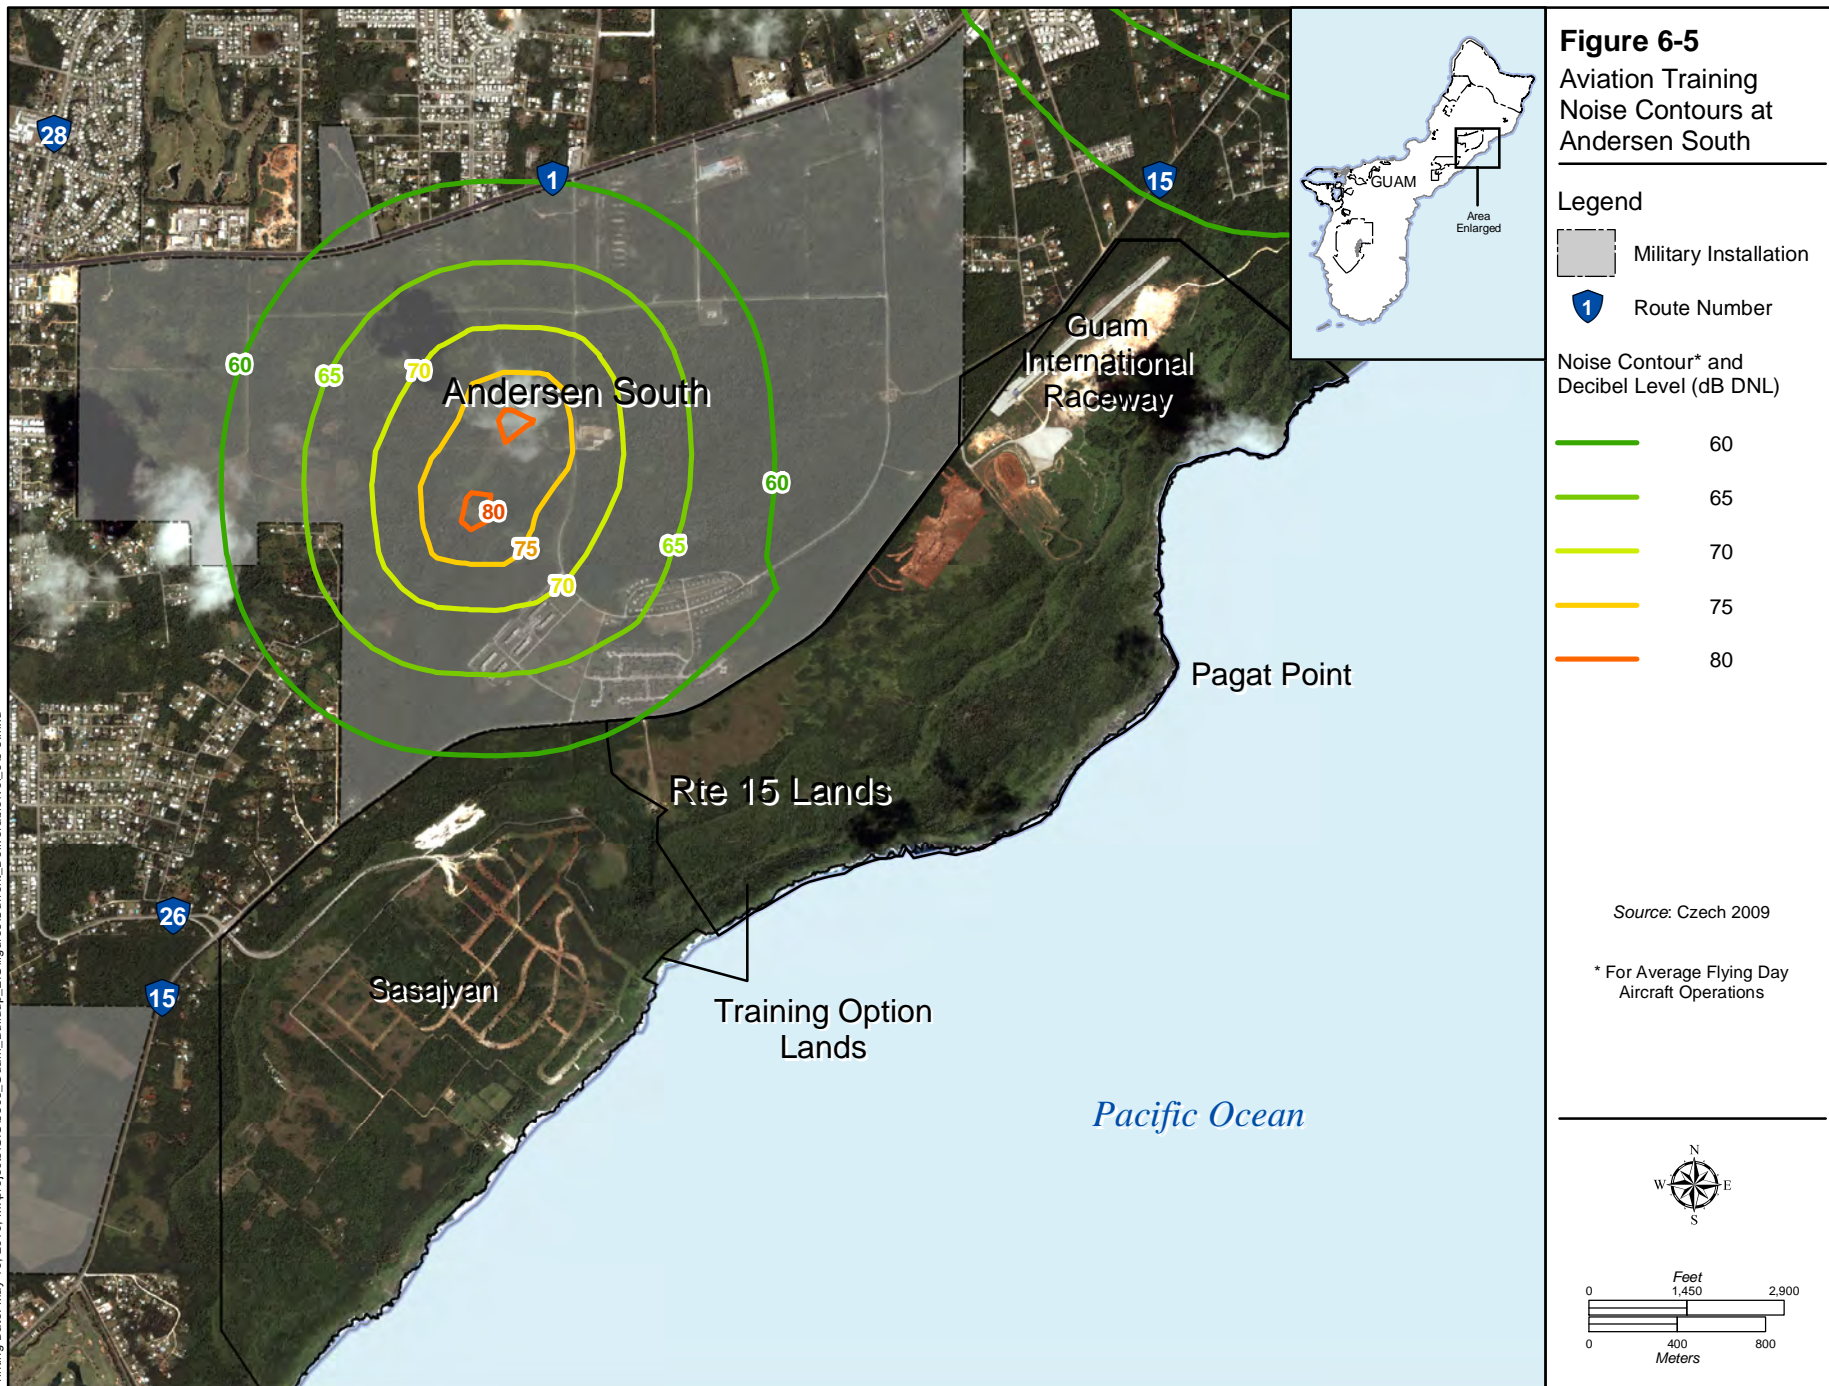 Figure 6-5
Aviation Training
Noise Contours at
Andersen South
Legend
Military Installation
1
Route Number
Noise Contour* and
Decibel Level (dB DNL)
60
65
70
75
80
Source: Czech 2009
* For Average Flying Day
Aircraft Operations
N
W
E
S
Feet
0
1,450
2,900
0
400
800
Meters
GUAM
Area
Enlarged
28
1
15
60
65
70
Andersen South
Guam
International
Raceway
80
60
75
65
70
Pagat Point
Rte 15 Lands
26
15
Sasajyan
Training Option
Lands
Pacific Ocean